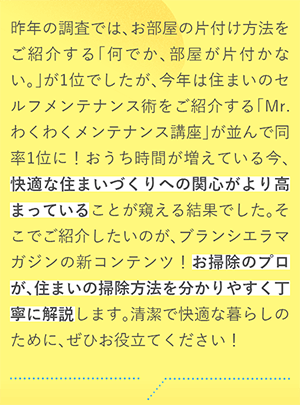 昨年の調査では、お部屋の片付け方法を
ご紹介する「何でか、部屋が片付かな
い。」が1位でしたが、今年は住まいのセ
ルフメンテナンス術をご紹介する「Mr.
わくわくメンテナンス講座」が並んで同
率1位に！おうち時間が増えている今、
快適な住まいづくりへの関心がより高
まっていることが窺える結果でした。そ
こでご紹介したいのが、ブランシエラマ
ガジンの新コンテンツ！お掃除のプロ
が、住まいの掃除方法を分かりやすく丁
寧に解説します。清潔で快適な暮らしの
ために、ぜひお役立てください！